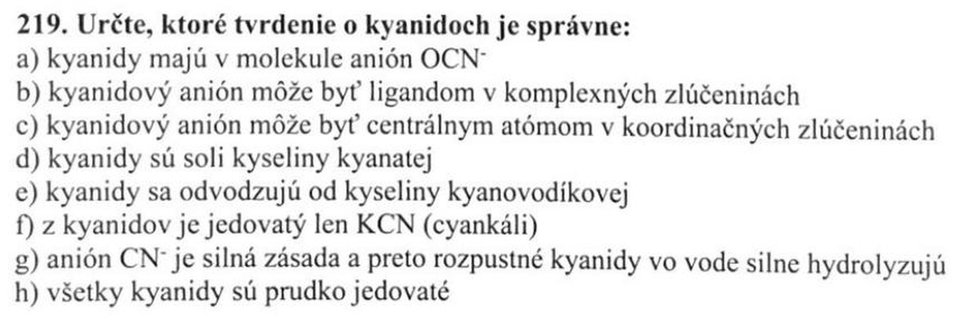 219. Určte, ktoré tvrdenie o kyanidoch je správne:
a) kyanidy majú v molekule anión OCN⁻
b) kyanidový anión môže byť ligandom v komplexných zlúčeninách
c) kyanidový anión môže byť centrálnym atómom v koordinačných zlúčeninách
d) kyanidy sú soli kyseliny kyanatej
e) kyanidy sa odvodzujú od kyseliny kyanovodíkovej
f) z kyanidov je jedovatý len KCN (cyankáli)
g) anión CN⁻ je silná zásada a preto rozpustné kyanidy vo vode silne hydrolyzujú
h) všetky kyanidy sú prudko jedovaté